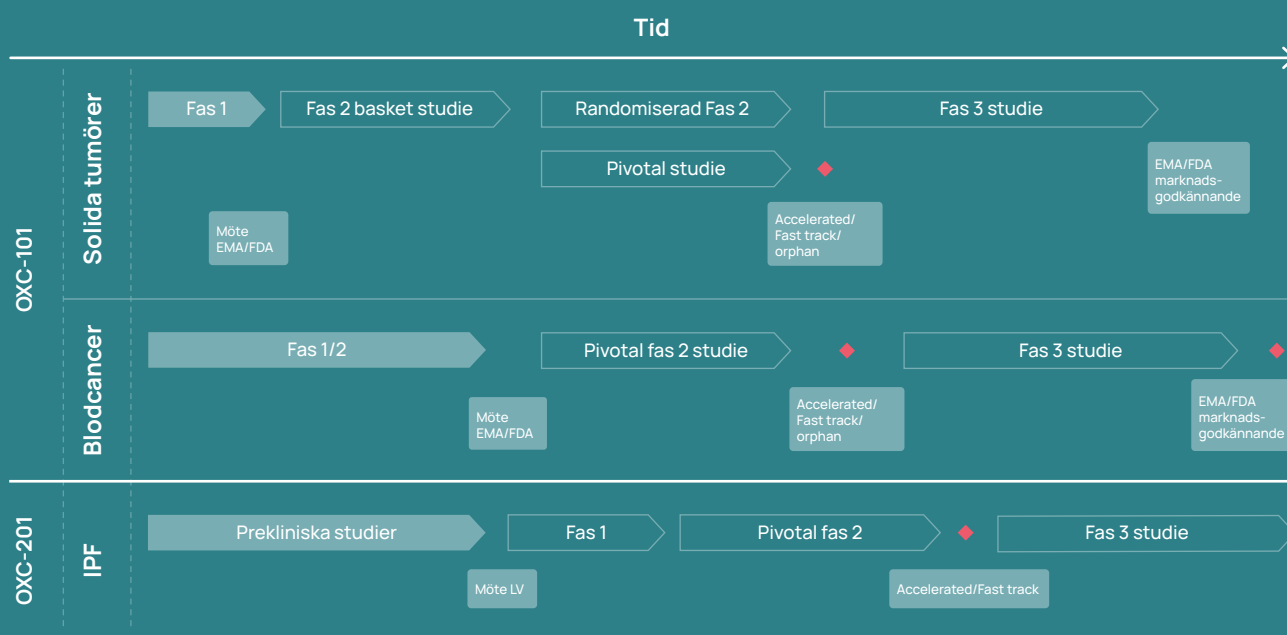 Tid
OXC-101
Solida tumörer
Fas 1
Fas 2 basket studie
Randomiserad Fas 2
Fas 3 studie
Pivotal studie
Möte
EMA/FDA
Accelerated/
Fast track/
orphan
EMA/FDA
marknads-
godkännande
Blodcancer
Fas 1/2
Pivotal fas 2 studie
Fas 3 studie
Möte
EMA/FDA
Accelerated/
Fast track/
orphan
EMA/FDA
marknads-
godkännande
OXC-201
IPF
Prekliniska studier
Fas 1
Pivotal fas 2
Fas 3 studie
Möte LV
Accelerated/Fast track